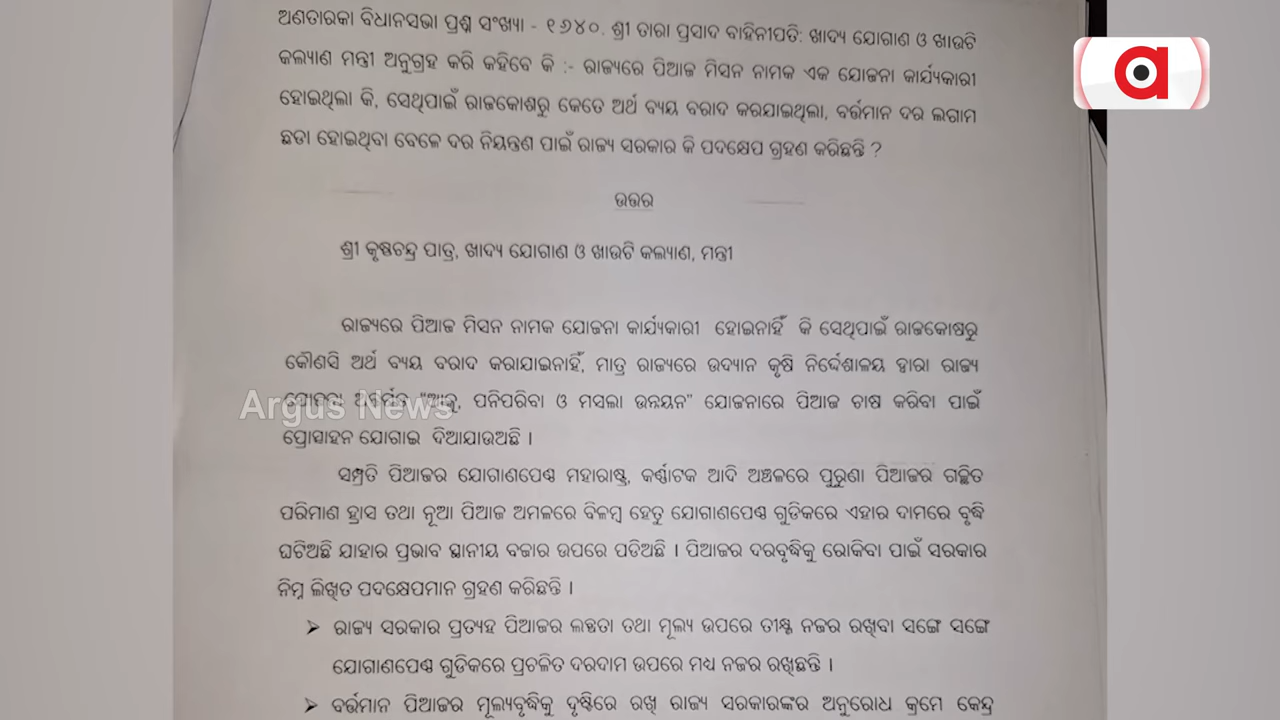 ଅଣତାରକା ବିଧାନସଭା ପ୍ରଶ୍ନ ସଂଖ୍ୟା - ୧୬୪୦. ଶ୍ରୀ ତାରା ପ୍ରସାଦ ବାହିନୀପତି: ଖାଦ୍ୟ ଯୋଗାଣ ଓ ଖାଉଟି
କଲ୍ୟାଣ ମନ୍ତ୍ରୀ ଅନୁଗ୍ରହ କରି କହିବେ କି :- ରାଜ୍ୟରେ ପିଆଜ ମିସନ ନାମକ ଏକ ଯୋଜନା କାର୍ଯ୍ୟକାରୀ
ହୋଇଥିଲା କି, ସେଥିପାଇଁ ରାଜକୋଷରୁ କେତେ ଅର୍ଥ ବ୍ୟୟ ବରାଦ କରଯାଇଥିଲା, ବର୍ତ୍ତମାନ ଦର ଲଗାମ
ଛଡା ହୋଇଥିବା ବେଳେ ଦର ନିୟନ୍ତ୍ରଣ ପାଇଁ ରାଜ୍ୟ ସରକାର କି ପଦକ୍ଷେପ ଗ୍ରହଣ କରିଛନ୍ତି ?
ଉତ୍ତର
ଶ୍ରୀ କୃଷ୍ଣଚନ୍ଦ୍ର ପାତ୍ର, ଖାଦ୍ୟ ଯୋଗାଣ ଓ ଖାଉଟି କଲ୍ୟାଣ, ମନ୍ତ୍ରୀ
ରାଜ୍ୟରେ ପିଆଜ ମିସନ ନାମକ ଯୋଜନା କାର୍ଯ୍ୟକାରୀ ହୋଇନାହିଁ କି ସେଥିପାଇଁ ରାଜକୋଷରୁ
କୌଣସି ଅର୍ଥ ବ୍ୟୟ ବରାଦ କରାଯାଇନାହିଁ, ମାତ୍ର ରାଜ୍ୟରେ ଉଦ୍ୟାନ କୃଷି ନିର୍ଦ୍ଦେଶାଳୟ ଦ୍ୱାରା ରାଜ୍ୟ
ପନିପରିବା ଓ ମସଲା ଉନ୍ନୟନ” ଯୋଜନାରେ ପିଆଜ ଚାଷ କରିବା ପାଇଁ
Argus News
ପ୍ରୋତ୍ସାହନ ଯୋଗାଇ ଦିଆଯାଉଅଛି ।
ସମ୍ପ୍ରତି ପିଆଜର ଯୋଗାଣପେଣ୍ଠ ମହାରାଷ୍ଟ୍ର, କର୍ଣ୍ଣାଟକ ଆଦି ଅଞ୍ଚଳରେ ପୁରୁଣା ପିଆଜର ଗଚ୍ଛିତ
ପରିମାଣ ହ୍ରାସ ତଥା ନୂଆ ପିଆଜ ଅମଳରେ ବିଳମ୍ବ ହେତୁ ଯୋଗାଣପେଣ୍ଠ ଗୁଡିକରେ ଏହାର ଦାମରେ ବୃଦ୍ଧି
ଘଟିଅଛି ଯାହାର ପ୍ରଭାବ ସ୍ଥାନୀୟ ବଜାର ଉପରେ ପଡିଅଛି । ପିଆଜର ଦରବୃଦ୍ଧିକୁ ରୋକିବା ପାଇଁ ସରକାର
ନିମ୍ନ ଲିଖିତ ପଦକ୍ଷେପମାନ ଗ୍ରହଣ କରିଛନ୍ତି ।
➢ ରାଜ୍ୟ ସରକାର ପ୍ରତ୍ୟହ ପିଆଜର ଲବ୍ଧତା ତଥା ମୂଲ୍ୟ ଉପରେ ତୀକ୍ଷ୍ଣ ନଜର ରଖିବା ସଙ୍ଗେ ସଙ୍ଗେ
ଯୋଗାଣପେଣ୍ଠ ଗୁଡିକରେ ପ୍ରଚଳିତ ଦରଦାମ ଉପରେ ମଧ୍ୟ ନଜର ରଖିଛନ୍ତି ।
➢ ବର୍ତ୍ତମାନ ପିଆଜର ମୂଲ୍ୟବୃଦ୍ଧିକୁ ଦୃଷ୍ଟିରେ ରଖି ରାଜ୍ୟ ସରକାରଙ୍କର ଅନୁରୋଧ କ୍ରମେ କେନ୍ଦ୍ର